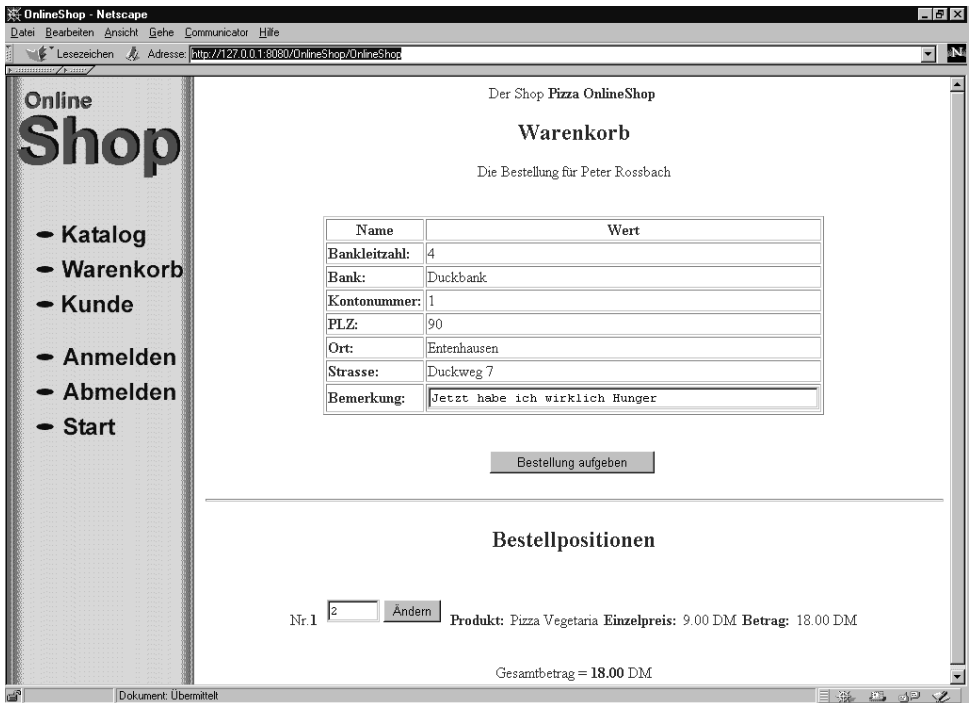 OnlineShop - Netscape
Datei Bearbeiten Ansicht Gehe Communicator Hilfe
Lesezeichen Adresse: http://127.0.0.1:8080/OnlineShop/OnlineShop
N
Online
Shop
Katalog
Warenkorb
Kunde
Anmelden
Abmelden
Start
Der Shop Pizza OnlineShop
Warenkorb
Die Bestellung für Peter Rossbach
Name Wert
Bankleitzahl: 4
Bank: Duckbank
Kontonummer: 1
PLZ: 90
Ort: Entenhausen
Strasse: Duckweg 7
Bemerkung: Jetzt habe ich wirklich Hunger
Bestellung aufgeben
Bestellpositionen
Nr.1 2 Ändern Produkt: Pizza Vegetaria Einzelpreis: 9.00 DM Betrag: 18.00 DM
Gesamtbetrag = 18.00 DM
Dokument: Übermittelt